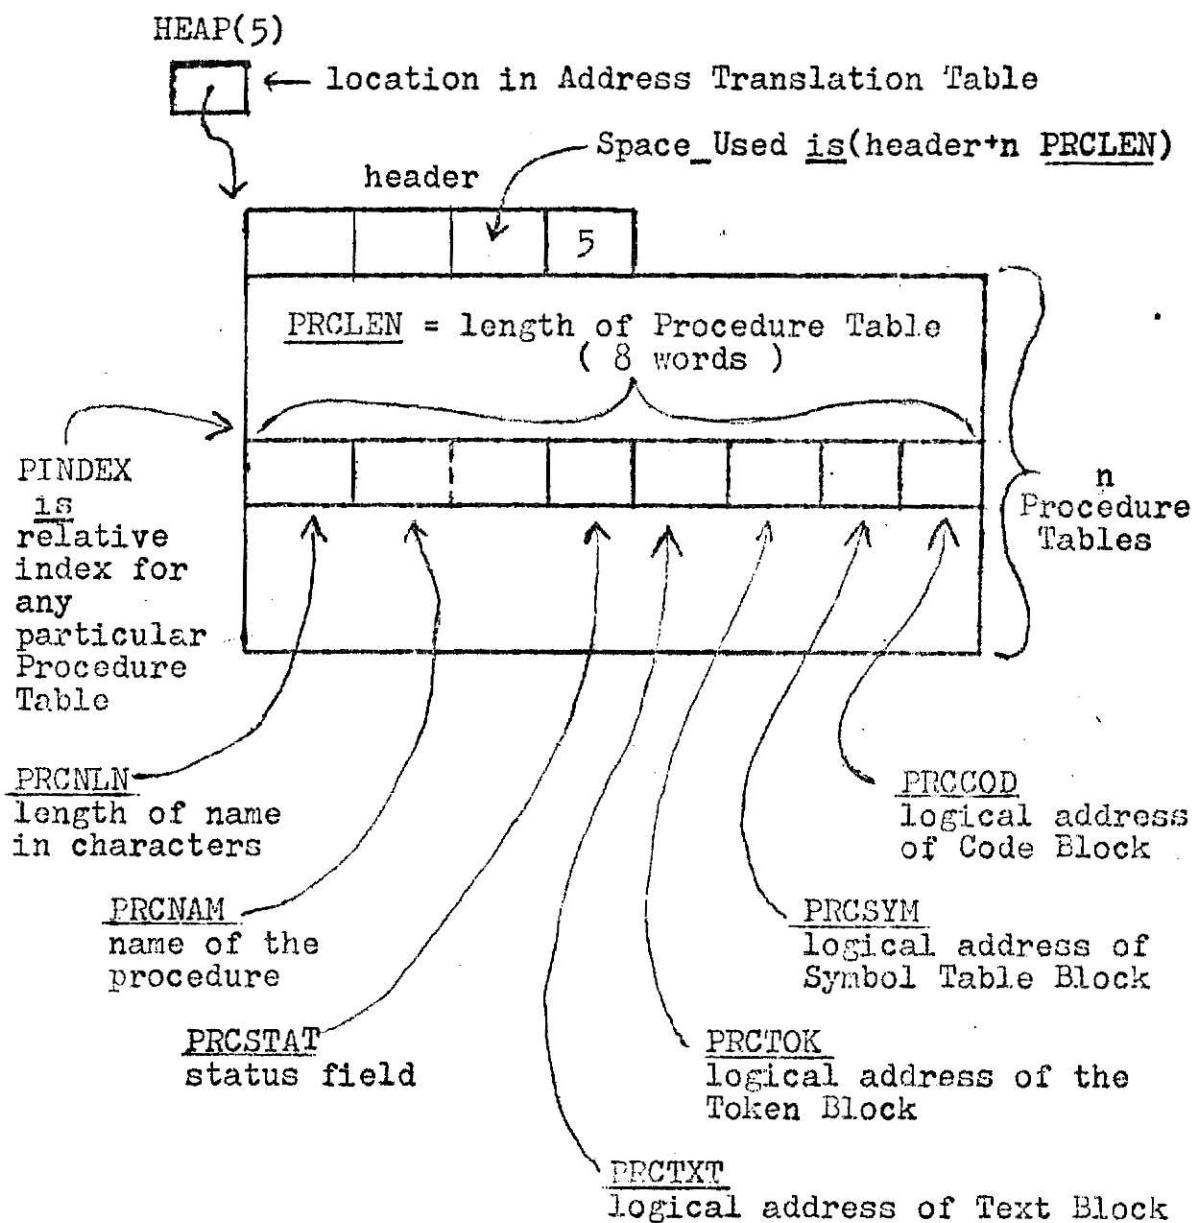 HEAP(5)
location in Address Translation Table
Space_Used is(header+n PRCLEN)
header
5
PRCLEN = length of Procedure Table
( 8 words )
PINDEX
is
relative
index for
any
particular
Procedure
Table
n
Procedure
Tables
PRCNLN
length of name
in characters
PRCCOD
logical address
of Code Block
PRCNAM
name of the
procedure
PRCSYM
logical address of
Symbol Table Block
PRCSTAT
status field
PRCTOK
logical address of the
Token Block
PRCTXT
logical address of Text Block